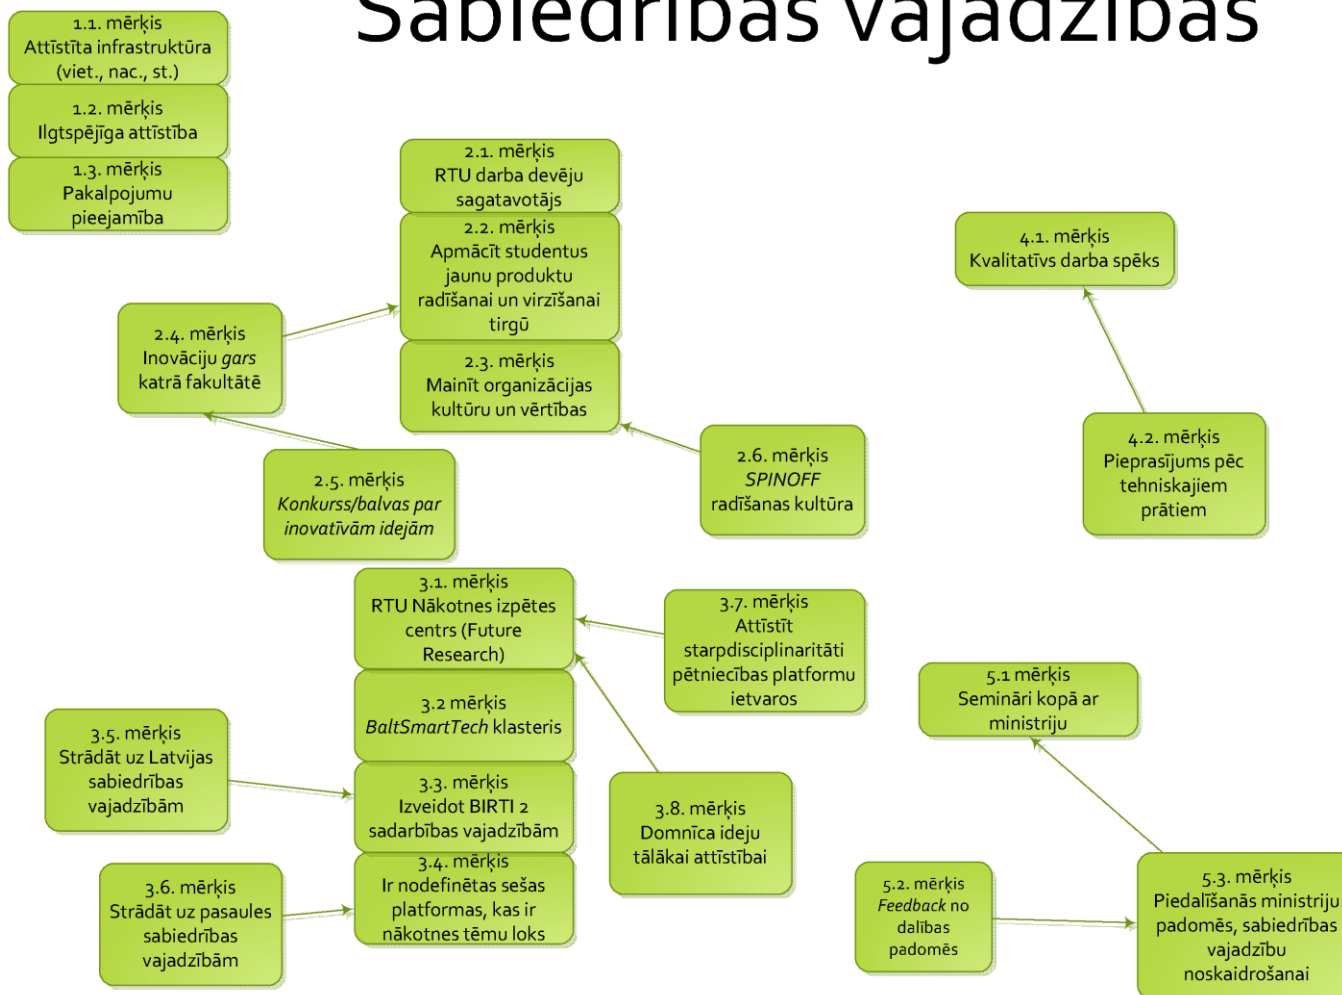 Sabiedrības vajadzības
1.1. mērķis
Attīstīta infrastruktūra
(viet., nac., st.)
1.2. mērķis
Ilgtspējīga attīstība
1.3. mērķis
Pakalpojumu
pieejamība
2.1. mērķis
RTU darba devēju
sagatavotājs
2.2. mērķis
Apmācīt studentus
jaunu produktu
radīšanai un virzīšanai
tirgū
2.3. mērķis
Mainīt organizācijas
kultūru un vērtības
2.4. mērķis
Inovāciju gars
katrā fakultātē
2.5. mērķis
Konkurss/balvas par
inovatīvām idejām
2.6. mērķis
SPINOFF
radīšanas kultūra
4.1. mērķis
Kvalitatīvs darba spēks
4.2. mērķis
Pieprasījums pēc
tehniskajiem
prātiem
3.1. mērķis
RTU Nākotnes izpētes
centrs (Future
Research)
3.2 mērķis
BaltSmartTech klasteris
3.3. mērķis
Izveidot BIRTI 2
sadarbības vajadzībām
3.4. mērķis
Ir nodefinētas sešas
platformas, kas ir
nākotnes tēmu loks
3.5. mērķis
Strādāt uz Latvijas
sabiedrības
vajadzībām
3.6. mērķis
Strādāt uz pasaules
sabiedrības
vajadzībām
3.7. mērķis
Attīstīt
starpdisciplinaritāti
pētniecības platformu
ietvaros
3.8. mērķis
Domnīca ideju
tālākai attīstībai
5.1 mērķis
Semināri kopā ar
ministriju
5.2. mērķis
Feedback no
dalības
padomēs
5.3. mērķis
Piedalīšanās ministriju
padomēs, sabiedrības
vajadzību
noskaidrošanai